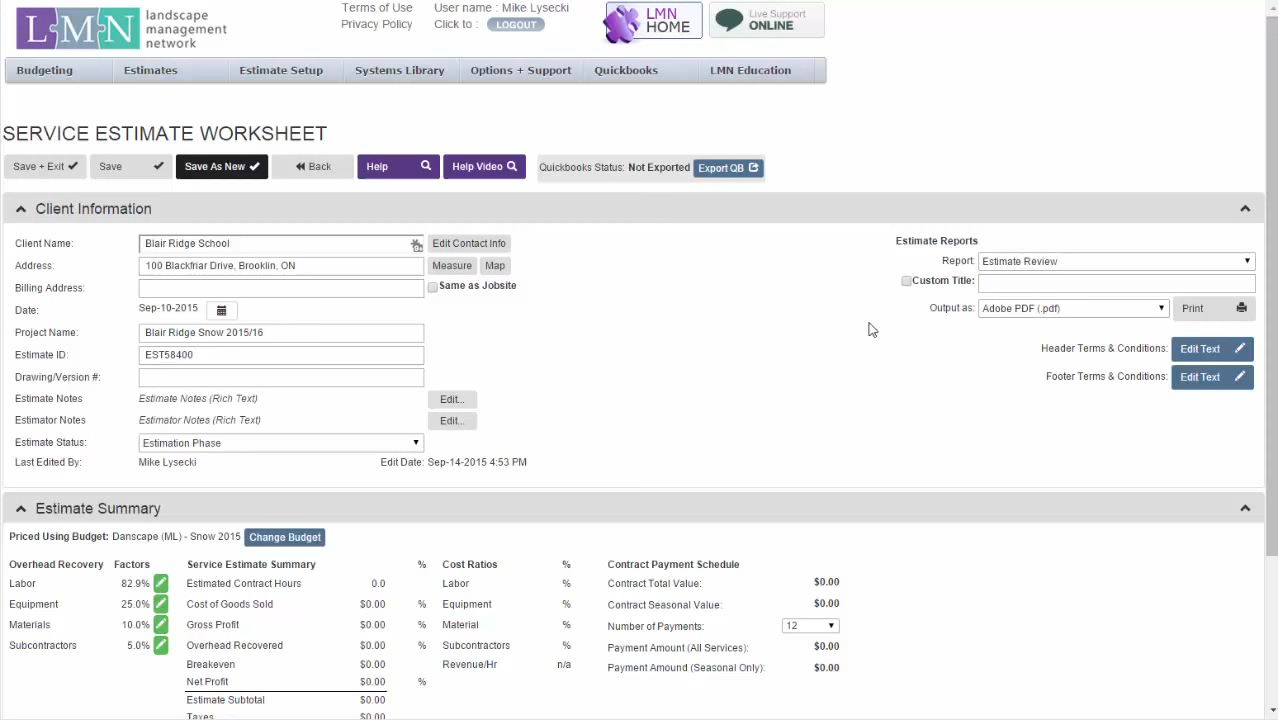 LMN landscape management network
Terms of Use
Privacy Policy
User name : Mike Lysecki
Click to : LOGOUT
LMN HOME
Live Support ONLINE
Budgeting Estimates Estimate Setup Systems Library Options + Support Quickbooks LMN Education
SERVICE ESTIMATE WORKSHEET
Save + Exit Save Save As New Back Help Help Video Quickbooks Status: Not Exported Export QB
Client Information
Client Name: Blair Ridge School Edit Contact Info
Address: 100 Blackfriar Drive, Brooklin, ON Measure Map
Billing Address: Same as Jobsite
Date: Sep-10-2015
Project Name: Blair Ridge Snow 2015/16
Estimate ID: EST58400
Drawing/Version #:
Estimate Notes Estimate Notes (Rich Text) Edit...
Estimator Notes Estimator Notes (Rich Text) Edit...
Estimate Status: Estimation Phase
Last Edited By: Mike Lysecki Edit Date: Sep-14-2015 4:53 PM
Estimate Reports
Report: Estimate Review
Custom Title:
Output as: Adobe PDF (.pdf) Print
Header Terms & Conditions: Edit Text
Footer Terms & Conditions: Edit Text
Estimate Summary
Priced Using Budget: Danscape (ML) - Snow 2015 Change Budget
Overhead Recovery Factors
Labor 82.9%
Equipment 25.0%
Materials 10.0%
Subcontractors 5.0%
Service Estimate Summary %
Estimated Contract Hours 0.0
Cost of Goods Sold $0.00 %
Gross Profit $0.00 %
Overhead Recovered $0.00 %
Breakeven $0.00
Net Profit $0.00 %
Estimate Subtotal $0.00
Taxes $0.00
Cost Ratios %
Labor %
Equipment %
Material %
Subcontractors %
Revenue/Hr n/a
Contract Payment Schedule
Contract Total Value: $0.00
Contract Seasonal Value: $0.00
Number of Payments: 12
Payment Amount (All Services): $0.00
Payment Amound (Seasonal Only): $0.00